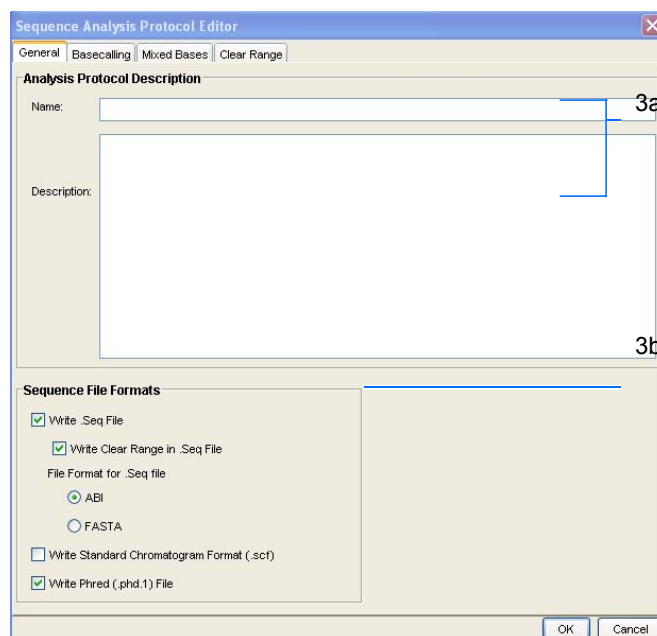 Sequence Analysis Protocol Editor
General Basecalling Mixed Bases Clear Range
Analysis Protocol Description
Name:
3a
Description:
3b
Sequence File Formats
Write .Seq File
Write Clear Range in .Seq File
File Format for .Seq file
ABI
FASTA
Write Standard Chromatogram Format (.scf)
Write Phred (.phd.1) File
OK Cancel